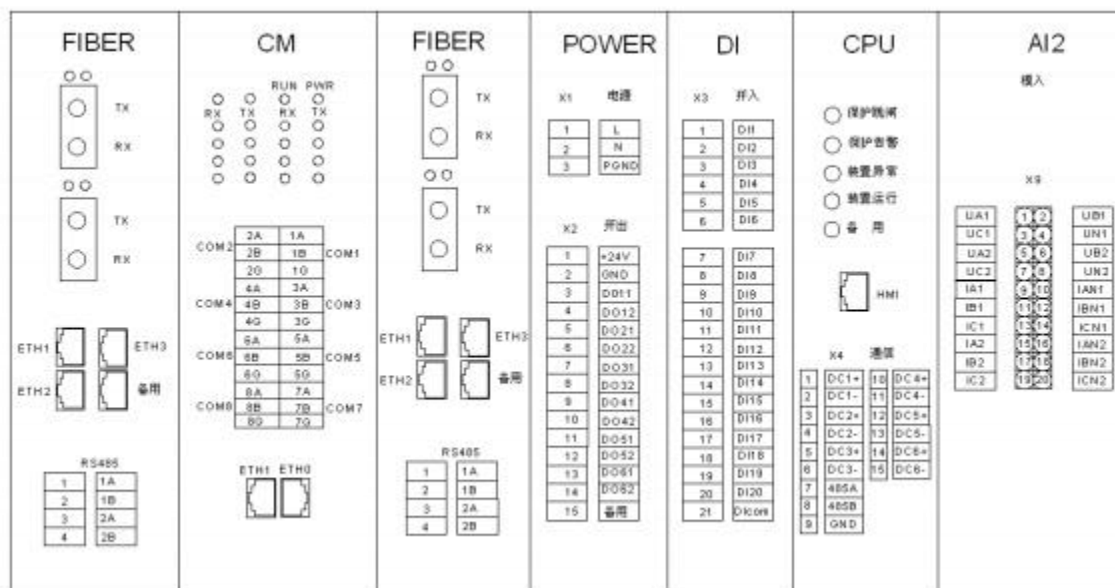 FIBER
TX
RX
TX
RX
ETH1
ETH3
ETH2
备用
RS485
1 1A
2 1B
3 2A
4 2B
CM
RUN PWR
RX TX RX TX
2A 1A
COM2 2B 1B COM1
2G 1G
4A 3A
COM4 4B 3B COM3
4G 3G
6A 5A
COM6 6B 5B COM5
6G 5G
8A 7A
COM8 8B 7B COM7
8G 7G
ETH1 ETH0
FIBER
TX
RX
TX
RX
ETH1
ETH3
ETH2
备用
RS485
1 1A
2 1B
3 2A
4 2B
POWER
X1 电源
1 L
2 N
3 PGND
X2 开出
1 +24V
2 GND
3 DO11
4 DO12
5 DO21
6 DO22
7 DO31
8 DO32
9 DO41
10 DO42
11 DO51
12 DO52
13 DO61
14 DO62
15 备用
DI
X3 开入
1 DI1
2 DI2
3 DI3
4 DI4
5 DI5
6 DI6
7 DI7
8 DI8
9 DI9
10 DI10
11 DI11
12 DI12
13 DI13
14 DI14
15 DI15
16 DI16
17 DI17
18 DI18
19 DI19
20 DI20
21 DIcom
CPU
保护跳闸
保护告警
装置异常
装置运行
备 用
HMI
X4 通信
1 DC1+ 10 DC4+
2 DC1- 11 DC4-
3 DC2+ 12 DC5+
4 DC2- 13 DC5-
5 DC3+ 14 DC6+
6 DC3- 15 DC6-
7 485A
8 485B
9 GND
AI2
模入
X9
UA1 1 2 UB1
UC1 3 4 UN1
UA2 5 6 UB2
UC2 7 8 UN2
IA1 9 10 IAN1
IB1 11 12 IBN1
IC1 13 14 ICN1
IA2 15 16 IAN2
IB2 17 18 IBN2
IC2 19 20 ICN2